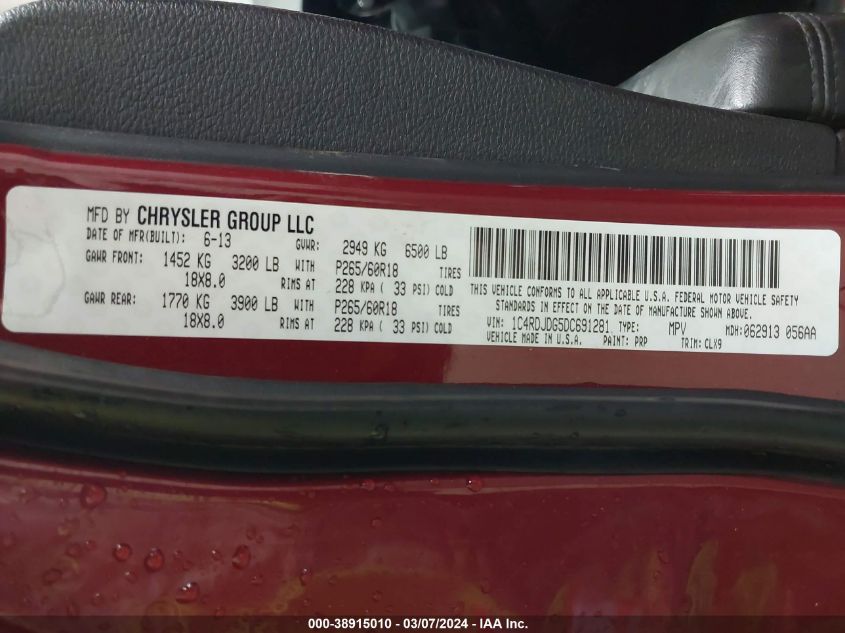 MFD BY CHRYSLER GROUP LLC
DATE OF MFR(BUILT): 6-13 GVWR: 2949 KG 6500 LB
GAWR FRONT: 1452 KG 3200 LB WITH P265/60R18 TIRES
18X8.0 RIMS AT 228 KPA ( 33 PSI) COLD
GAWR REAR: 1770 KG 3900 LB WITH P265/60R18 TIRES
18X8.0 RIMS AT 228 KPA ( 33 PSI) COLD
THIS VEHICLE CONFORMS TO ALL APPLICABLE U.S.A. FEDERAL MOTOR VEHICLE SAFETY
STANDARDS IN EFFECT ON THE DATE OF MANUFACTURE SHOWN ABOVE.
VIN: 1C4RDJDG5DC691281 TYPE: MPV MDH: 062913 056AA
VEHICLE MADE IN U.S.A. PAINT: PRP TRIM: CLX9
000-38915010 - 03/07/2024 - IAA Inc.